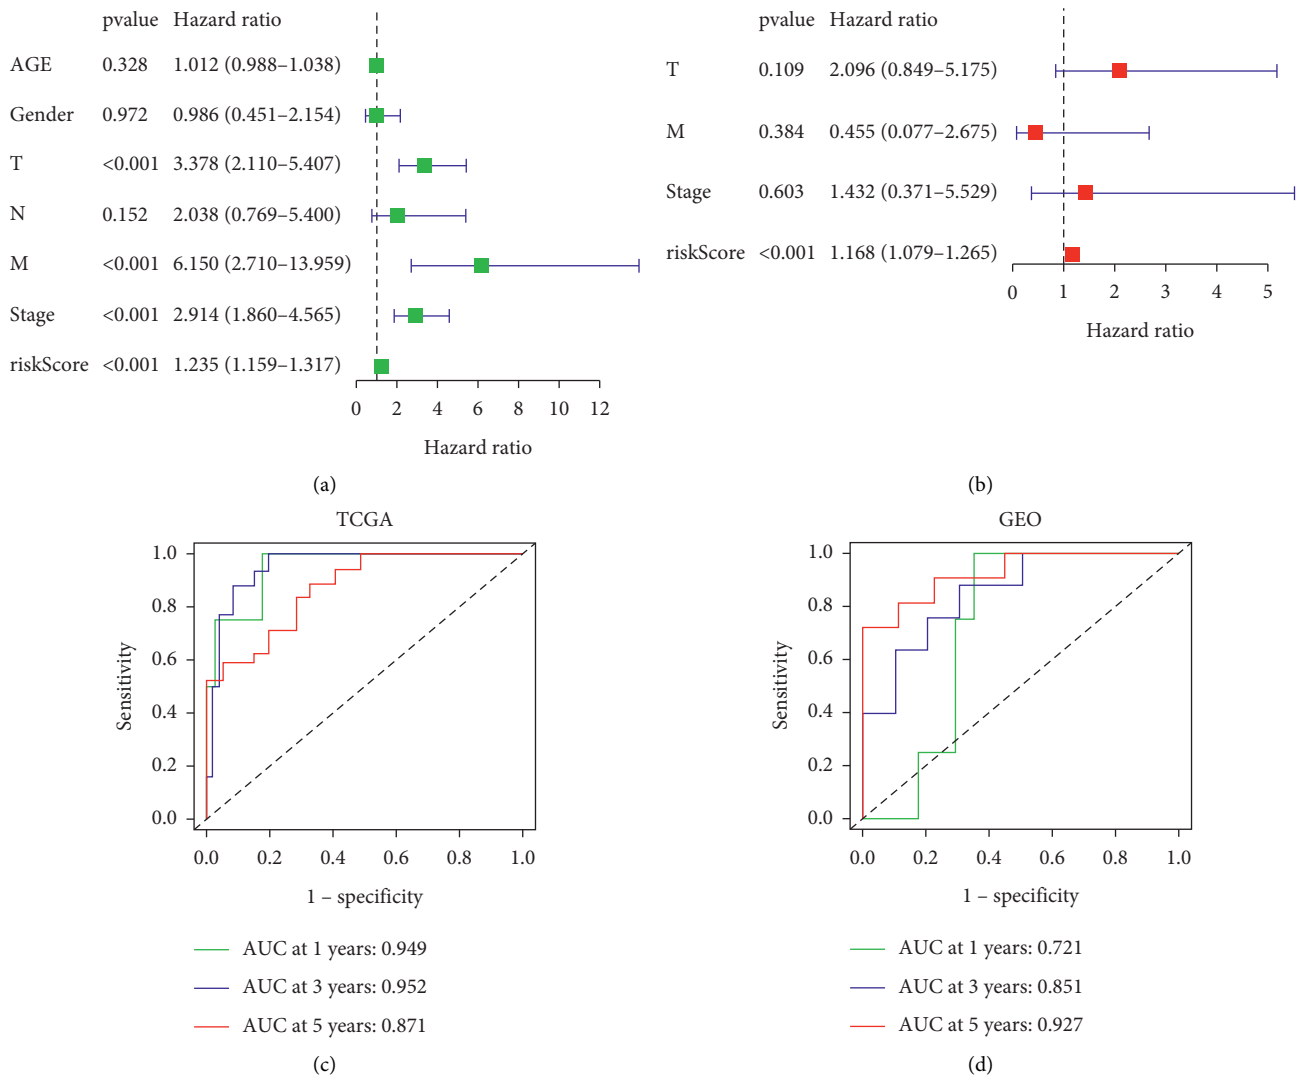 pvalue Hazard ratio
AGE 0.328 1.012 (0.988–1.038)
Gender 0.972 0.986 (0.451–2.154)
T <0.001 3.378 (2.110–5.407)
N 0.152 2.038 (0.769–5.400)
M <0.001 6.150 (2.710–13.959)
Stage <0.001 2.914 (1.860–4.565)
riskScore <0.001 1.235 (1.159–1.317)
0 2 4 6 8 10 12
Hazard ratio
(a)
pvalue Hazard ratio
T 0.109 2.096 (0.849–5.175)
M 0.384 0.455 (0.077–2.675)
Stage 0.603 1.432 (0.371–5.529)
riskScore <0.001 1.168 (1.079–1.265)
0 1 2 3 4 5
Hazard ratio
(b)
TCGA
Sensitivity
1.0
0.8
0.6
0.4
0.2
0.0
0.0 0.2 0.4 0.6 0.8 1.0
1 – specificity
AUC at 1 years: 0.949
AUC at 3 years: 0.952
AUC at 5 years: 0.871
(c)
GEO
Sensitivity
1.0
0.8
0.6
0.4
0.2
0.0
0.0 0.2 0.4 0.6 0.8 1.0
1 – specificity
AUC at 1 years: 0.721
AUC at 3 years: 0.851
AUC at 5 years: 0.927
(d)